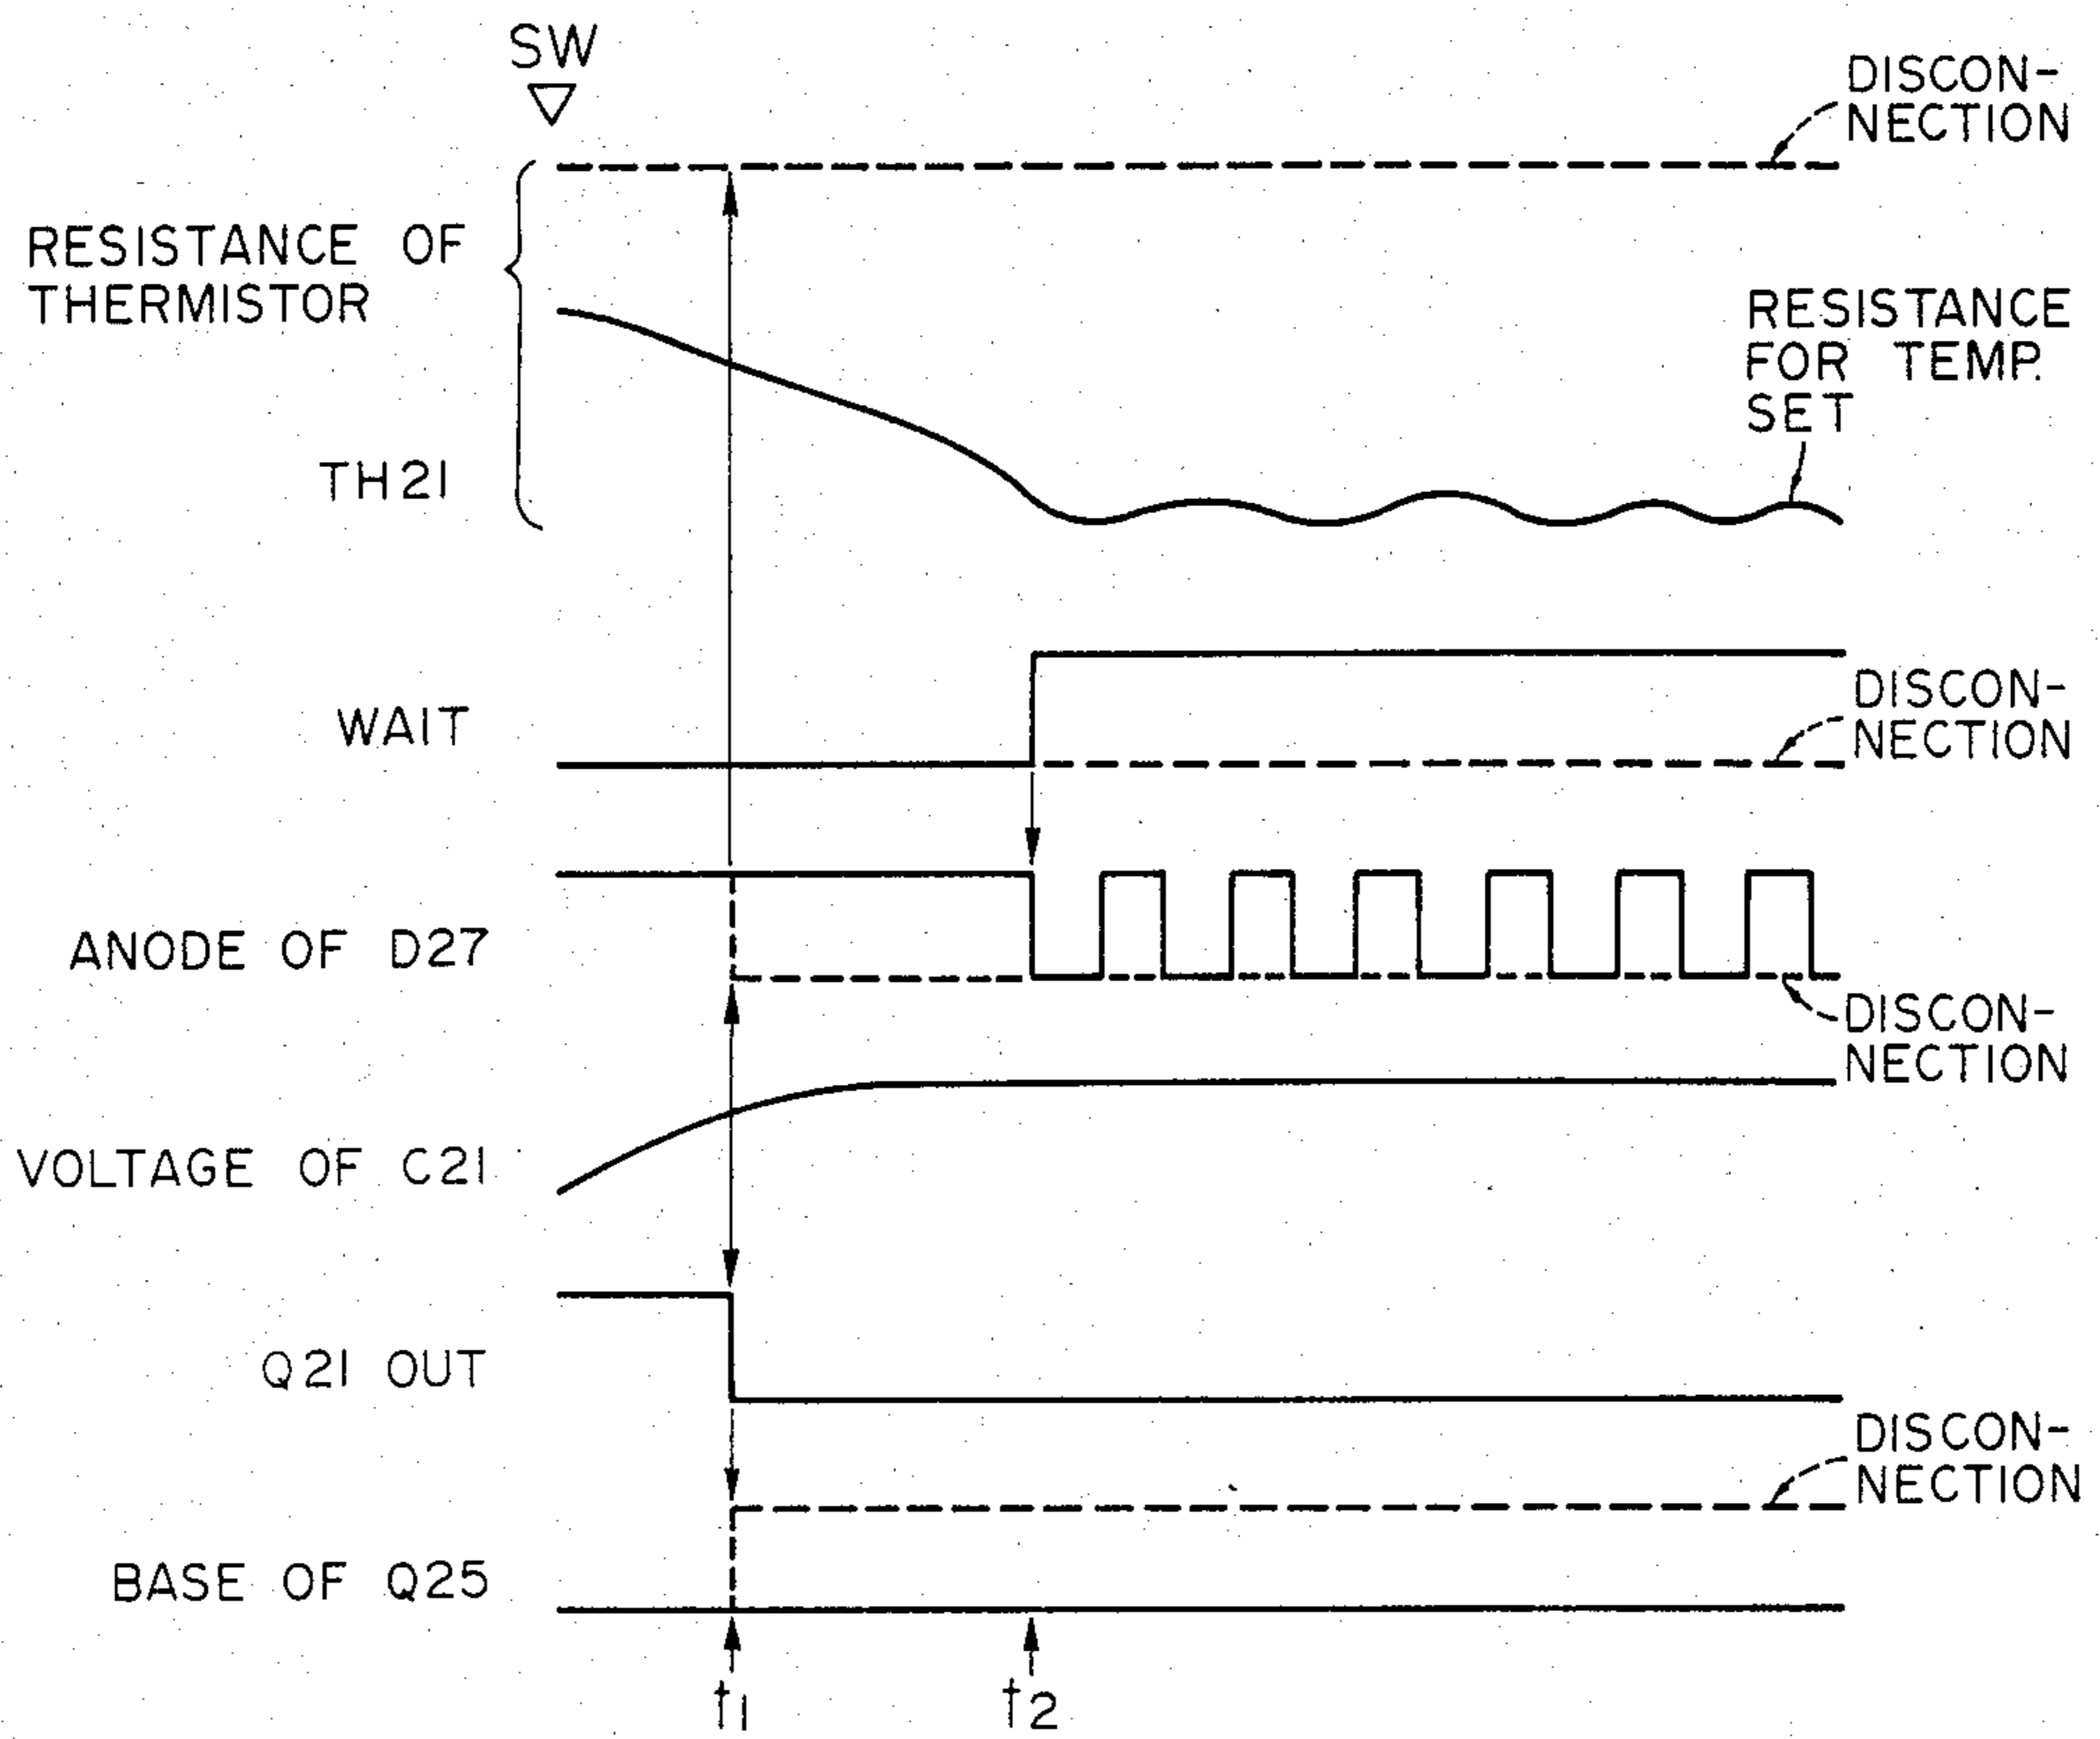 SW
DISCON-
NECTION
RESISTANCE OF
THERMISTOR
TH21
RESISTANCE
FOR TEMP.
SET
WAIT
DISCON-
NECTION
ANODE OF D27
DISCON-
NECTION
VOLTAGE OF C21
Q21 OUT
DISCON-
NECTION
BASE OF Q25
t1
t2